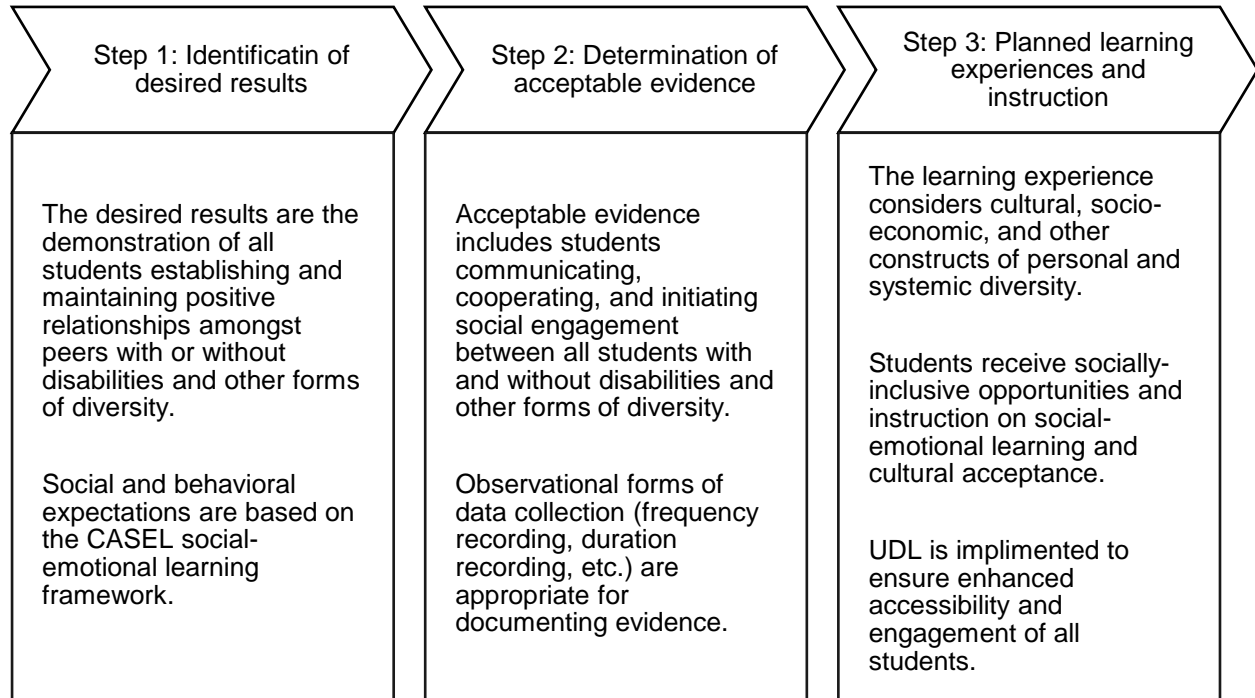 Step 1: Identificatin of
desired results
The desired results are the
demonstration of all
students establishing and
maintaining positive
relationships amongst
peers with or without
disabilities and other forms
of diversity.
Social and behavioral
expectations are based on
the CASEL social-
emotional learning
framework.
Step 2: Determination of
acceptable evidence
Acceptable evidence
includes students
communicating,
cooperating, and initiating
social engagement
between all students with
and without disabilities and
other forms of diversity.
Observational forms of
data collection (frequency
recording, duration
recording, etc.) are
appropriate for
documenting evidence.
Step 3: Planned learning
experiences and
instruction
The learning experience
considers cultural, socio-
economic, and other
constructs of personal and
systemic diversity.
Students receive socially-
inclusive opportunities and
instruction on social-
emotional learning and
cultural acceptance.
UDL is implimented to
ensure enhanced
accessibility and
engagement of all
students.